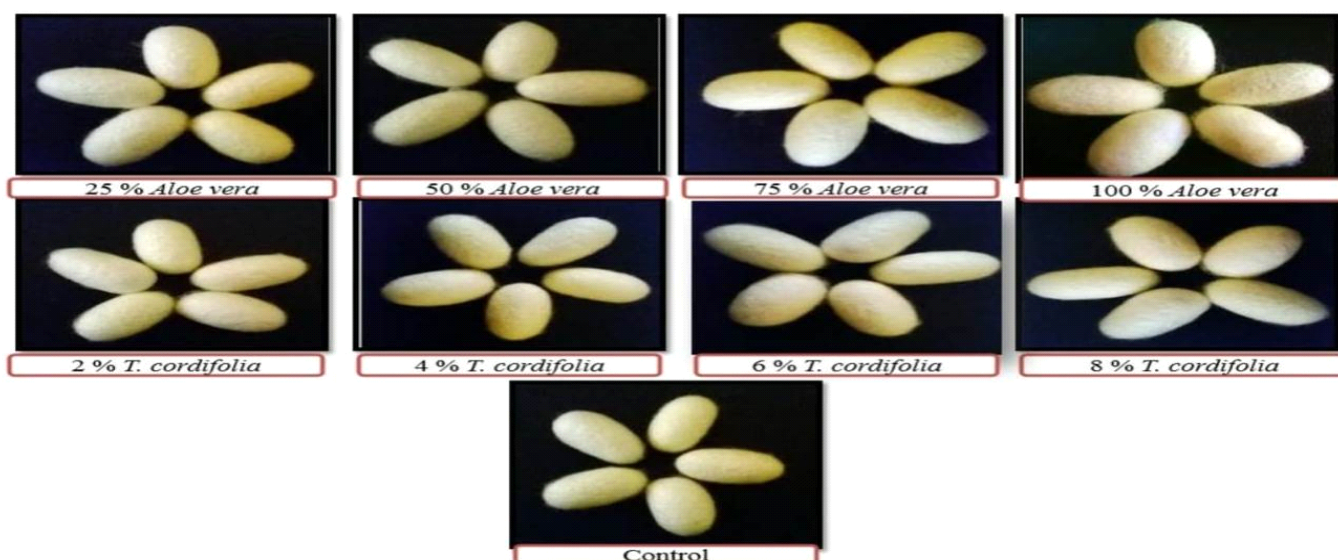 25 % Aloe vera
50 % Aloe vera
75 % Aloe vera
100 % Aloe vera
2 % T. cordifolia
4 % T. cordifolia
6 % T. cordifolia
8 % T. cordifolia
Control